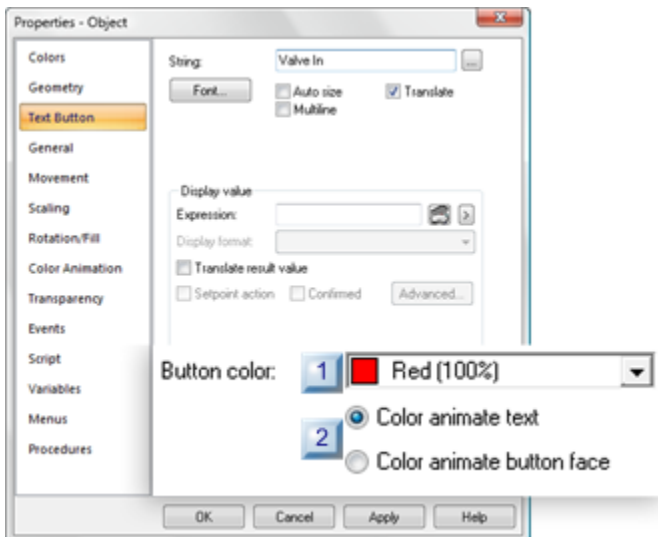 Properties - Object
Colors
Geometry
Text Button
General
Movement
Scaling
Rotation/Fill
Color Animation
Transparency
Events
Script
Variables
Menus
Procedures
String: Valve In ...
Font... Auto size Translate
Multiline
Display value
Expression: >
Display format:
Translate result value
Setpoint action Confirmed Advanced...
Button color: 1 Red (100%)
2 Color animate text
Color animate button face
OK Cancel Apply Help